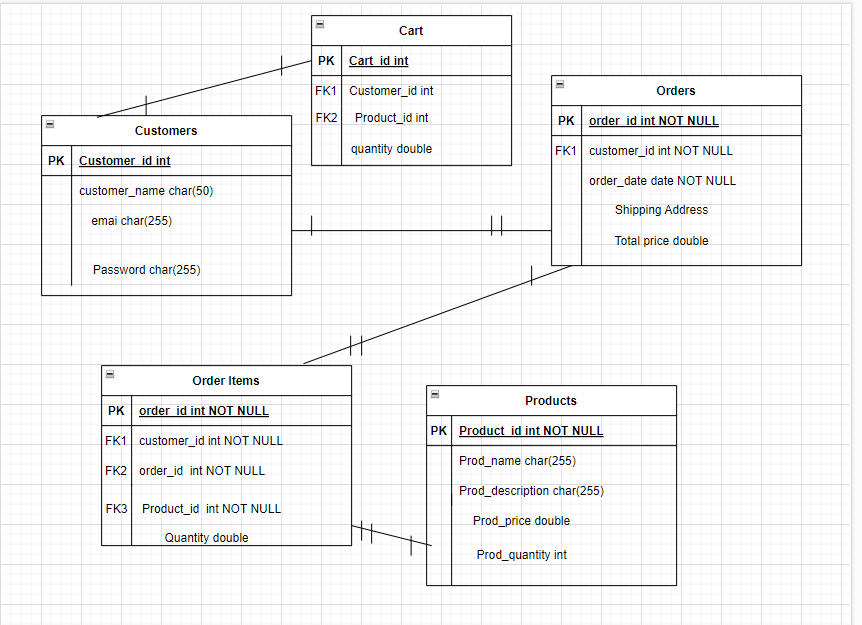 Cart
PK Cart_id int
FK1 Customer_id int
FK2 Product_id int
quantity double
Orders
PK order_id int NOT NULL
FK1 customer_id int NOT NULL
order_date date NOT NULL
Shipping Address
Total price double
Customers
PK Customer_id int
customer_name char(50)
emai char(255)
Password char(255)
Order Items
PK order_id int NOT NULL
FK1 customer_id int NOT NULL
FK2 order_id int NOT NULL
FK3 Product_id int NOT NULL
Quantity double
Products
PK Product_id int NOT NULL
Prod_name char(255)
Prod_description char(255)
Prod_price double
Prod_quantity int